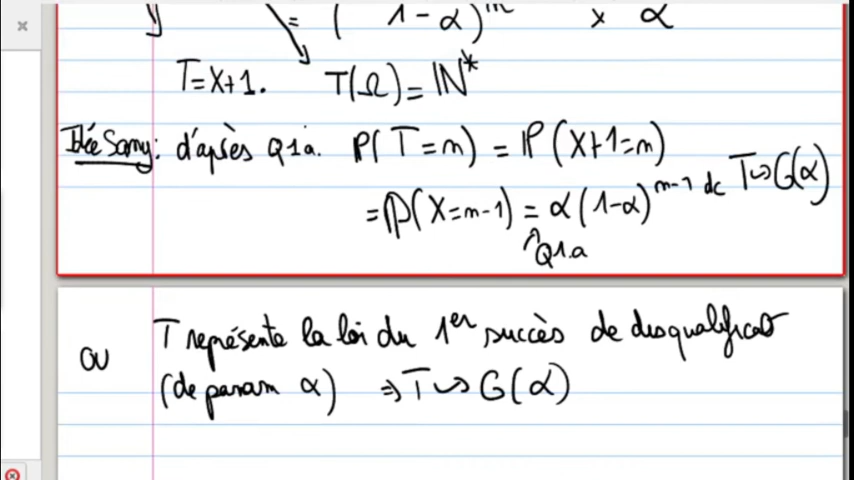 = ( 1-α)^m × α
T=X+1. T(Ω)=ℕ*
Idée Samy: d'après Q1a. P(T=n) = ℙ(X+1=n)
=ℙ(X=n-1) = α(1-α)^{n-1} dc T↪G(α)
↑Q1.a
ou T représente la loi du 1er succès de disqualificat°
(de param α) ⇒ T↪G(α)